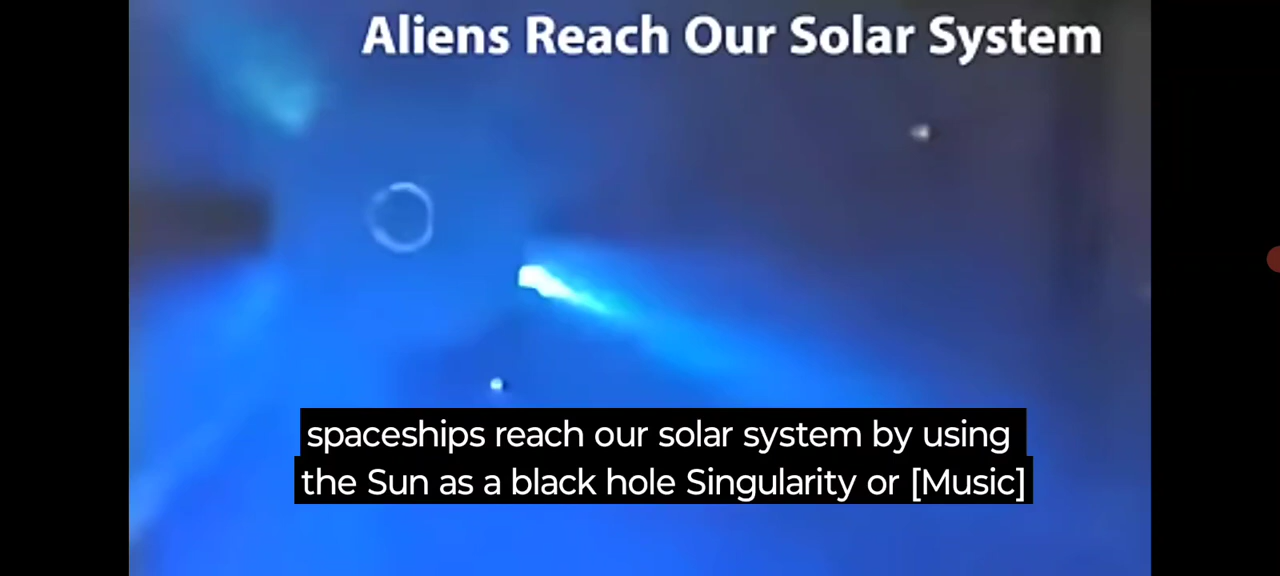 Aliens Reach Our Solar System
spaceships reach our solar system by using
the Sun as a black hole Singularity or [Music]